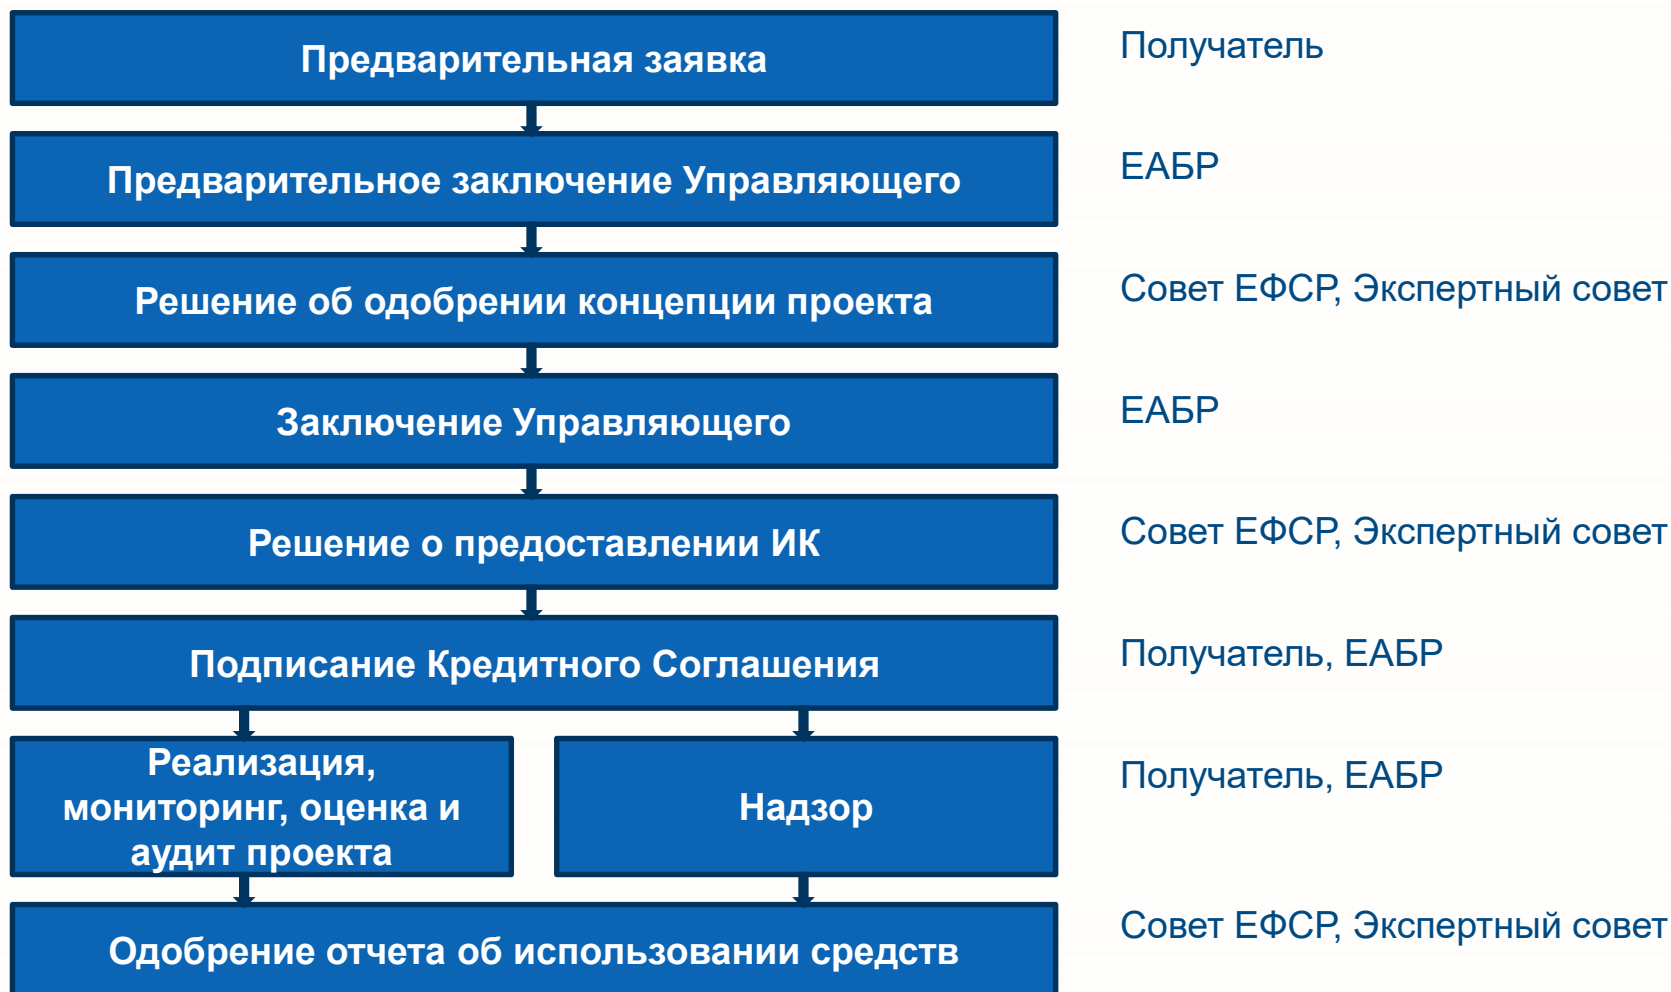 Предварительная заявка
Получатель
Предварительное заключение Управляющего
ЕАБР
Решение об одобрении концепции проекта
Совет ЕФСР, Экспертный совет
Заключение Управляющего
ЕАБР
Решение о предоставлении ИК
Совет ЕФСР, Экспертный совет
Подписание Кредитного Соглашения
Получатель, ЕАБР
Реализация,
мониторинг, оценка и
аудит проекта
Надзор
Получатель, ЕАБР
Одобрение отчета об использовании средств
Совет ЕФСР, Экспертный совет